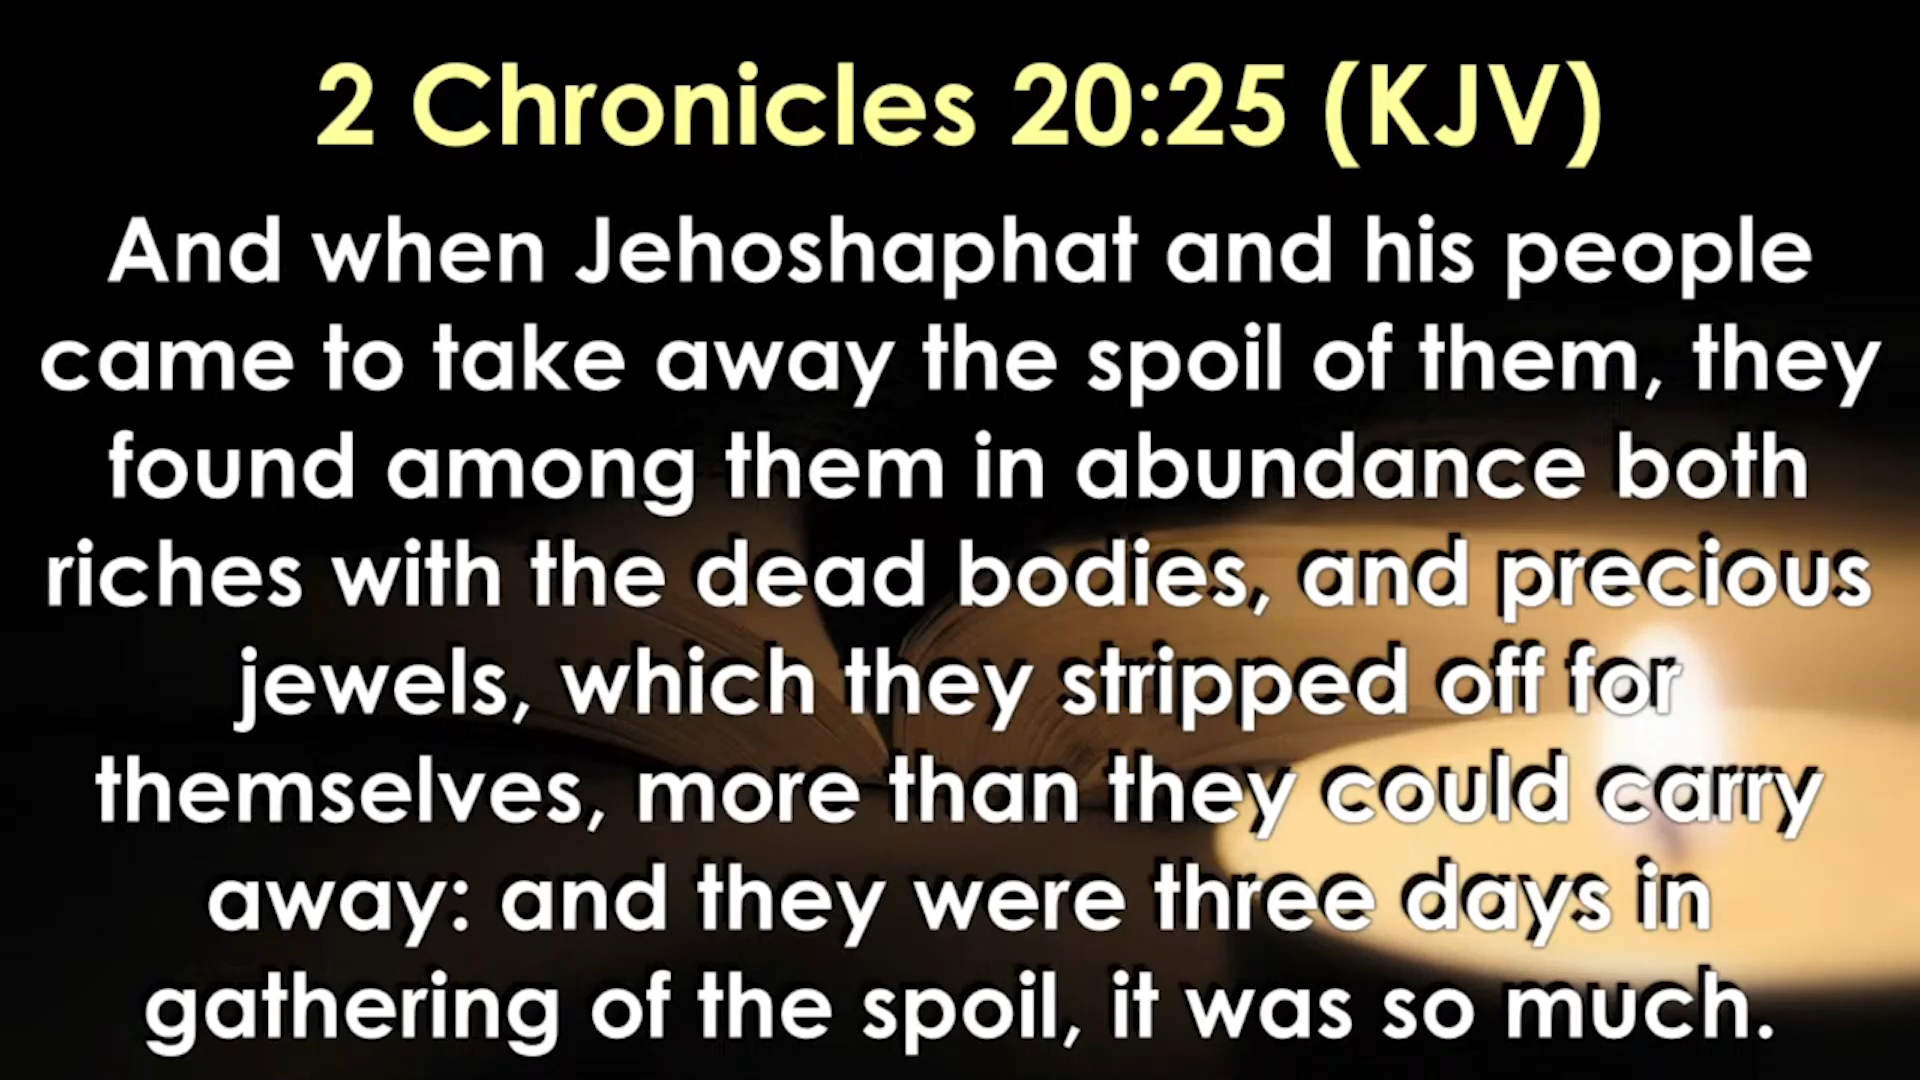 2 Chronicles 20:25 (KJV)
And when Jehoshaphat and his people
came to take away the spoil of them, they
found among them in abundance both
riches with the dead bodies, and precious
jewels, which they stripped off for
themselves, more than they could carry
away: and they were three days in
gathering of the spoil, it was so much.